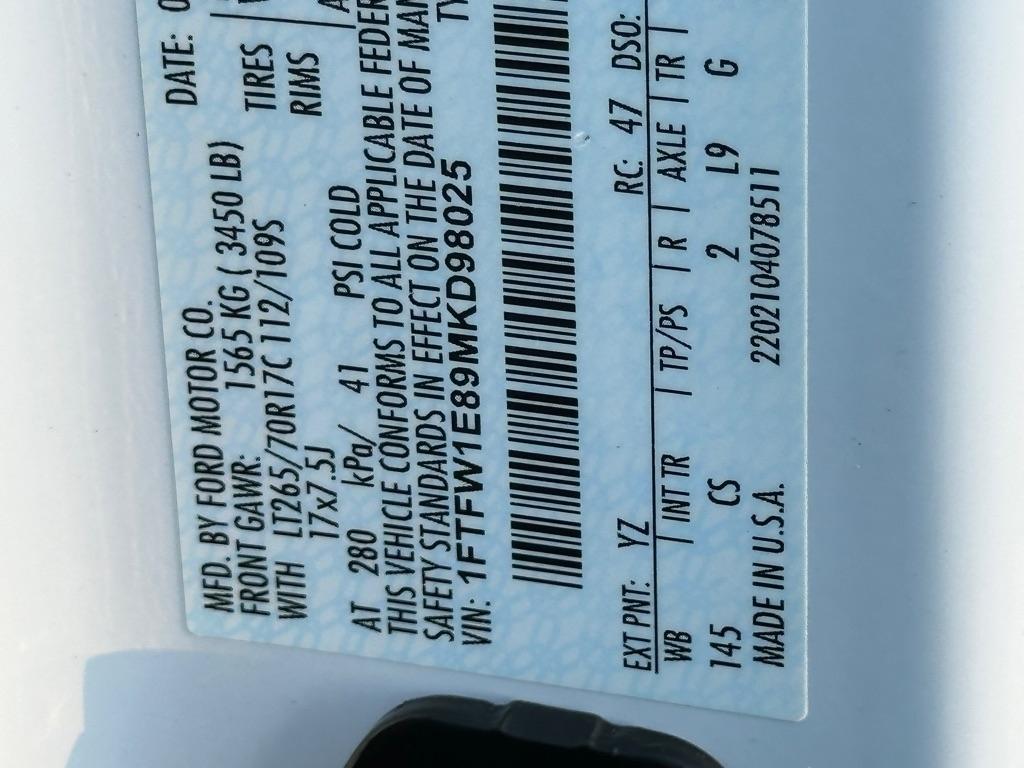 MFD. BY FORD MOTOR CO.
DATE:
FRONT GAWR: 1565 KG ( 3450 LB)
WITH LT265/70R17C 112/109S TIRES
17x7.5J RIMS
AT 280 kPa/ 41 PSI COLD
THIS VEHICLE CONFORMS TO ALL APPLICABLE FEDER
SAFETY STANDARDS IN EFFECT ON THE DATE OF MAN
VIN: 1FTFW1E89MKD98025 TY
EXT PNT: YZ RC: 47 DSO:
WB | INT TR | TP/PS | R | AXLE | TR |
145 CS 2 L9 G
MADE IN U.S.A. 220210407851 1